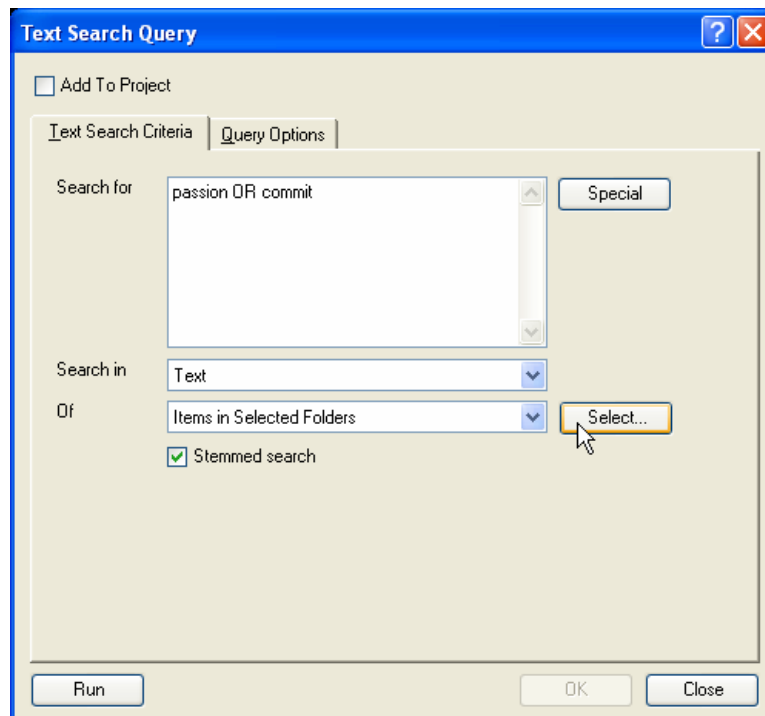 Text Search Query
Add To Project
Text Search Criteria Query Options
Search for passion OR commit Special
Search in Text
Of Items in Selected Folders Select...
Stemmed search
Run OK Close